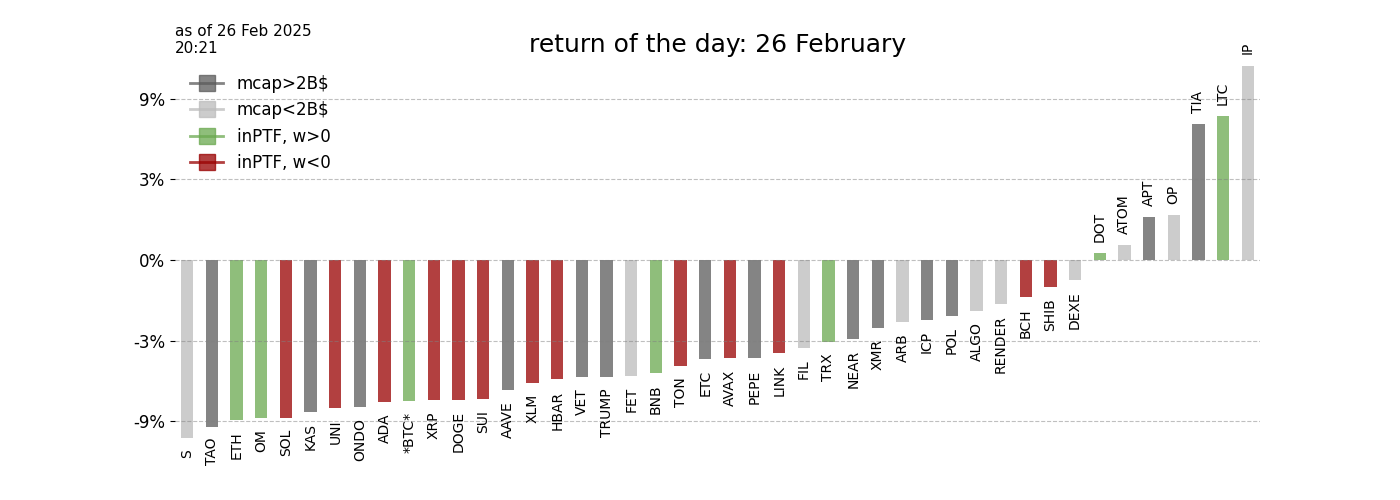 as of 26 Feb 2025
20:21
return of the day: 26 February
mcap>2B$
mcap<2B$
inPTF, w>0
inPTF, w<0
9%
3%
0%
-3%
-9%
S
TAO
ETH
OM
SOL
KAS
UNI
ONDO
ADA
*BTC*
XRP
DOGE
SUI
AAVE
XLM
HBAR
VET
TRUMP
FET
BNB
TON
ETC
AVAX
PEPE
LINK
FIL
TRX
NEAR
XMR
ARB
ICP
POL
ALGO
RENDER
BCH
SHIB
DEXE
DOT
ATOM
APT
OP
TIA
LTC
IP